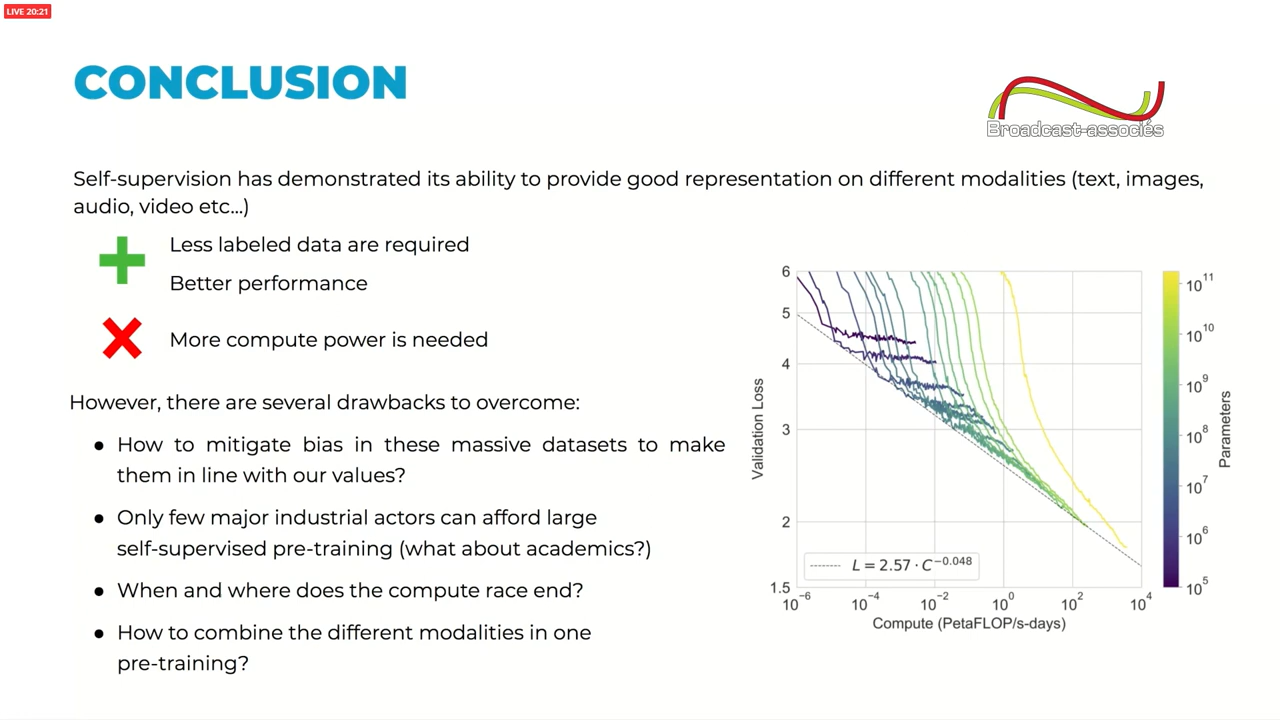 LIVE 20:21
CONCLUSION
Broadcast-associés
Self-supervision has demonstrated its ability to provide good representation on different modalities (text, images,
audio, video etc...)
Less labeled data are required
Better performance
More compute power is needed
However, there are several drawbacks to overcome:
● How to mitigate bias in these massive datasets to make
them in line with our values?
● Only few major industrial actors can afford large
self-supervised pre-training (what about academics?)
● When and where does the compute race end?
● How to combine the different modalities in one
pre-training?
6
5
4
3
2
1.5
Validation Loss
L = 2.57 · C^−0.048
10^−6 10^−4 10^−2 10^0 10^2 10^4
Compute (PetaFLOP/s-days)
10^11
10^10
10^9
10^8
10^7
10^6
10^5
Parameters